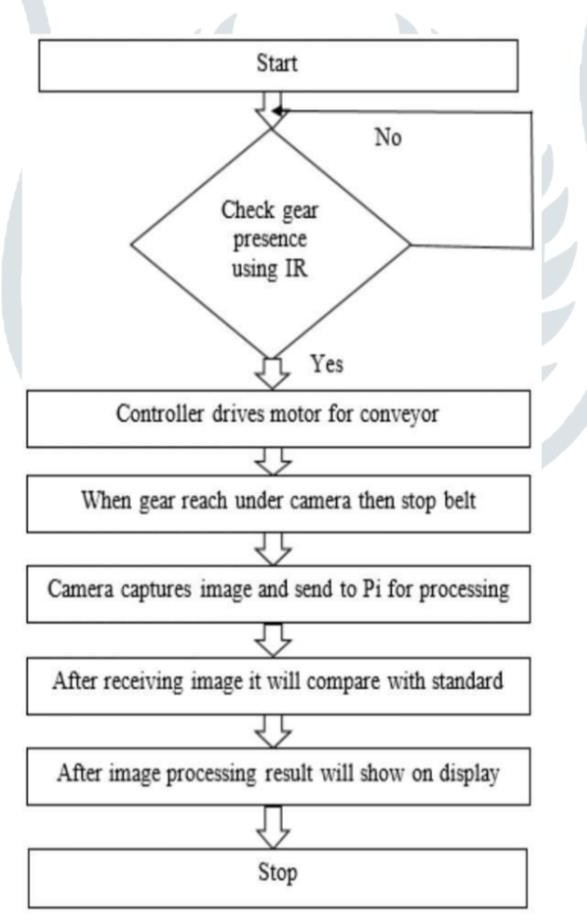 Start
No
Check gear
presence
using IR
Yes
Controller drives motor for conveyor
When gear reach under camera then stop belt
Camera captures image and send to Pi for processing
After receiving image it will compare with standard
After image processing result will show on display
Stop